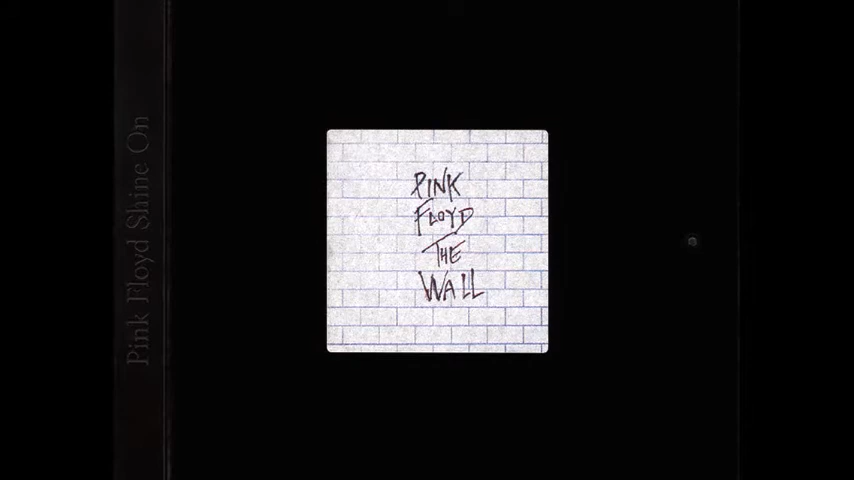 Pink Floyd Shine On
PINK
FLOYD
THE
WALL